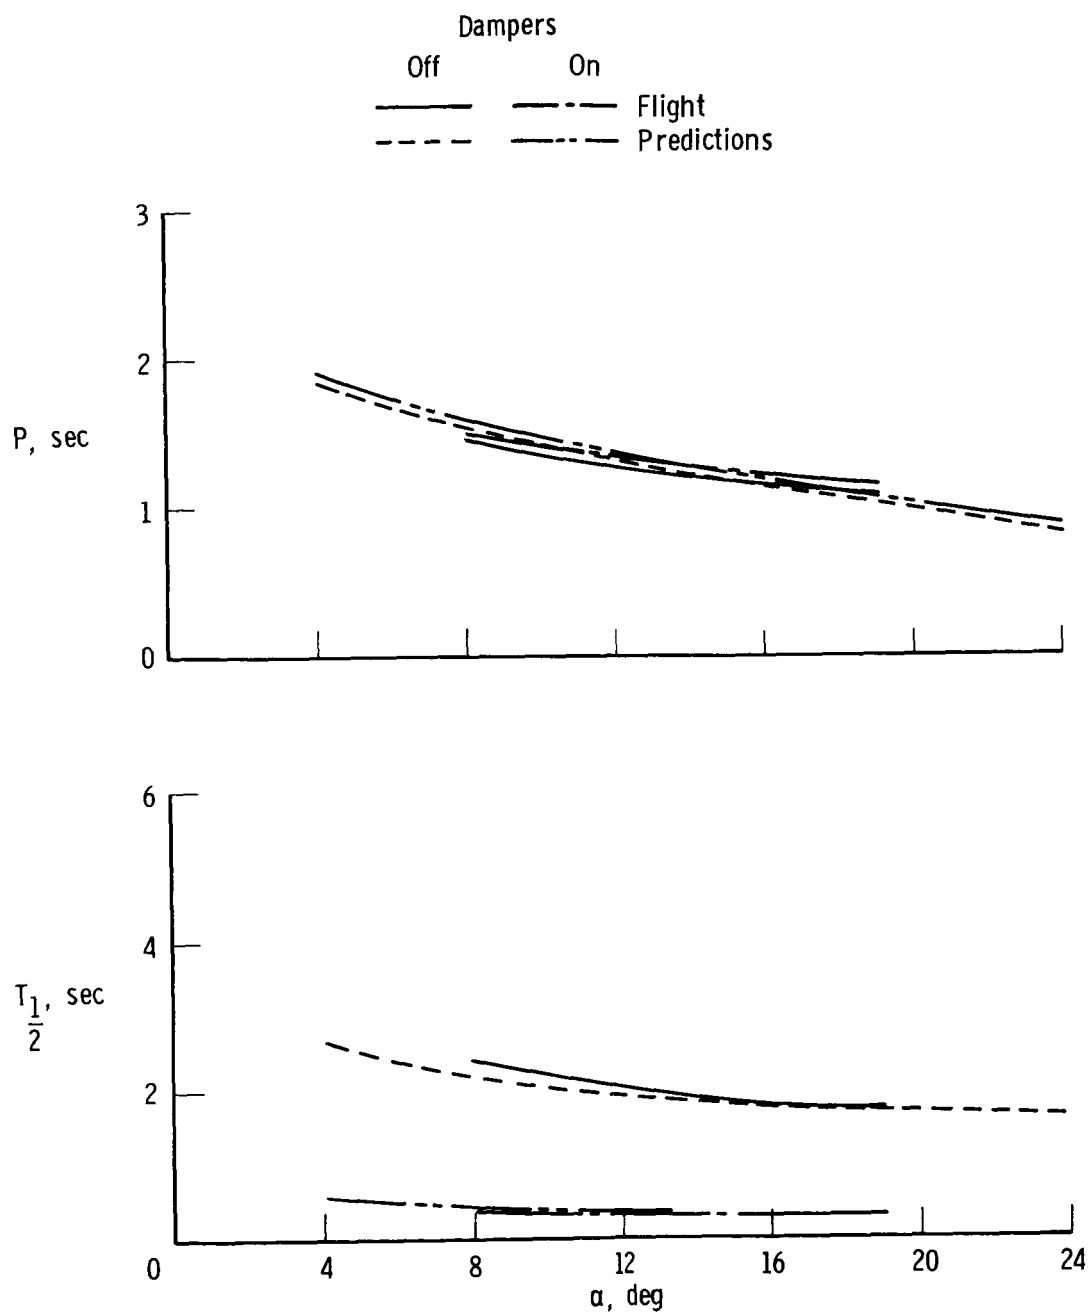 Dampers
Off On
Flight
Predictions
3
2
P, sec
1
0
6
4
T1/2, sec
2
0 4 8 12 16 20 24
α, deg